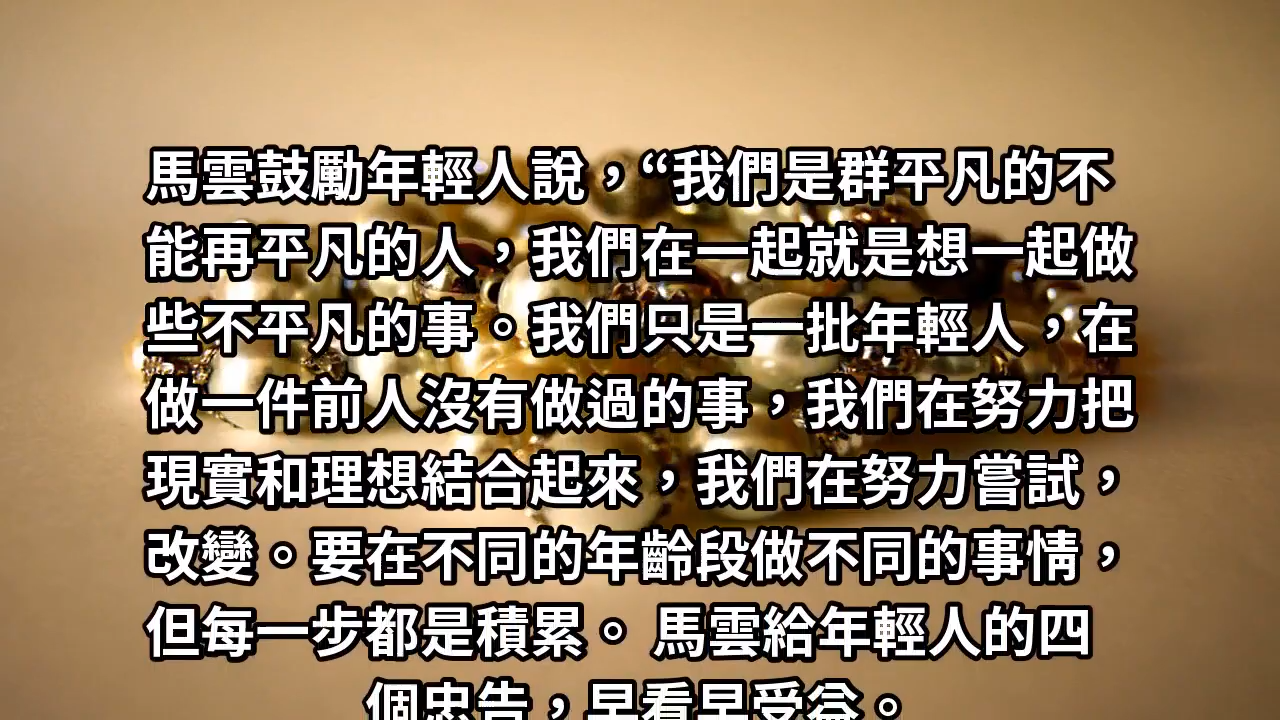 馬雲鼓勵年輕人說，“我們是群平凡的不
能再平凡的人，我們在一起就是想一起做
些不平凡的事。我們只是一批年輕人，在
做一件前人沒有做過的事，我們在努力把
現實和理想結合起來，我們在努力嘗試，
改變。要在不同的年齡段做不同的事情，
但每一步都是積累。 馬雲給年輕人的四
個忠告，早看早受益。